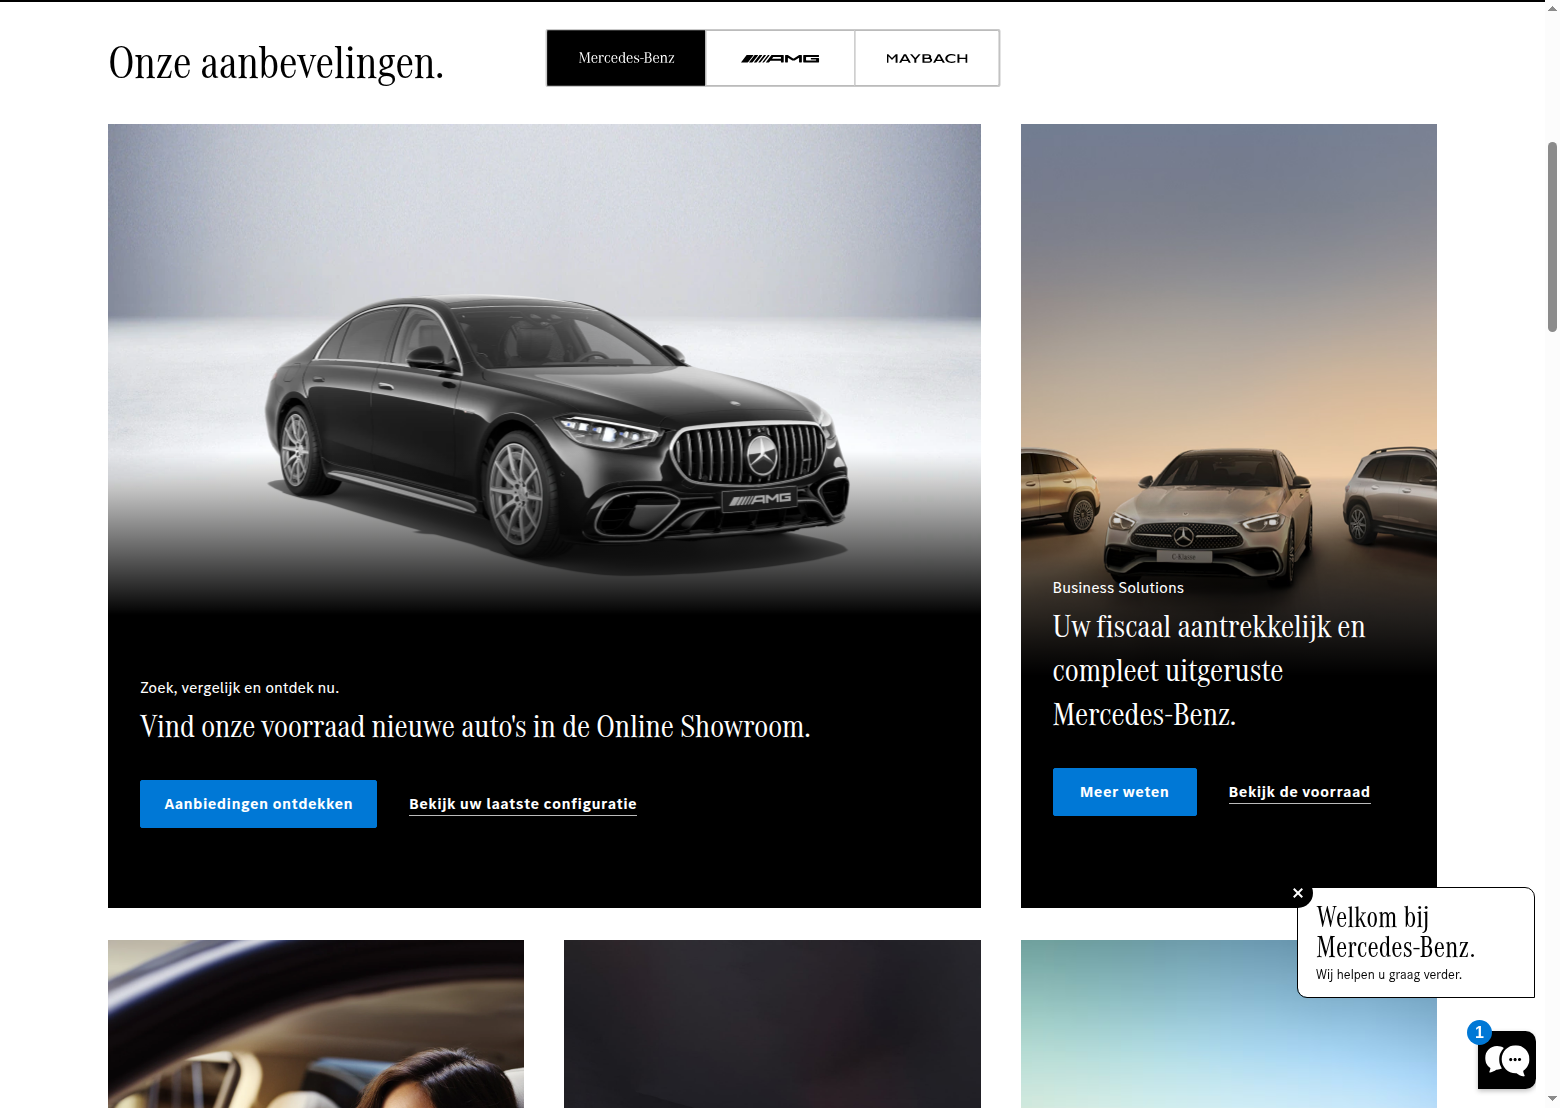 Onze aanbevelingen.
Mercedes-Benz
AMG
MAYBACH
AMG
Zoek, vergelijk en ontdek nu.
Vind onze voorraad nieuwe auto's in de Online Showroom.
Aanbiedingen ontdekken
Bekijk uw laatste configuratie
C-Klasse
Business Solutions
Uw fiscaal aantrekkelijk en
compleet uitgeruste
Mercedes-Benz.
Meer weten
Bekijk de voorraad
Welkom bij
Mercedes-Benz.
Wij helpen u graag verder.
1